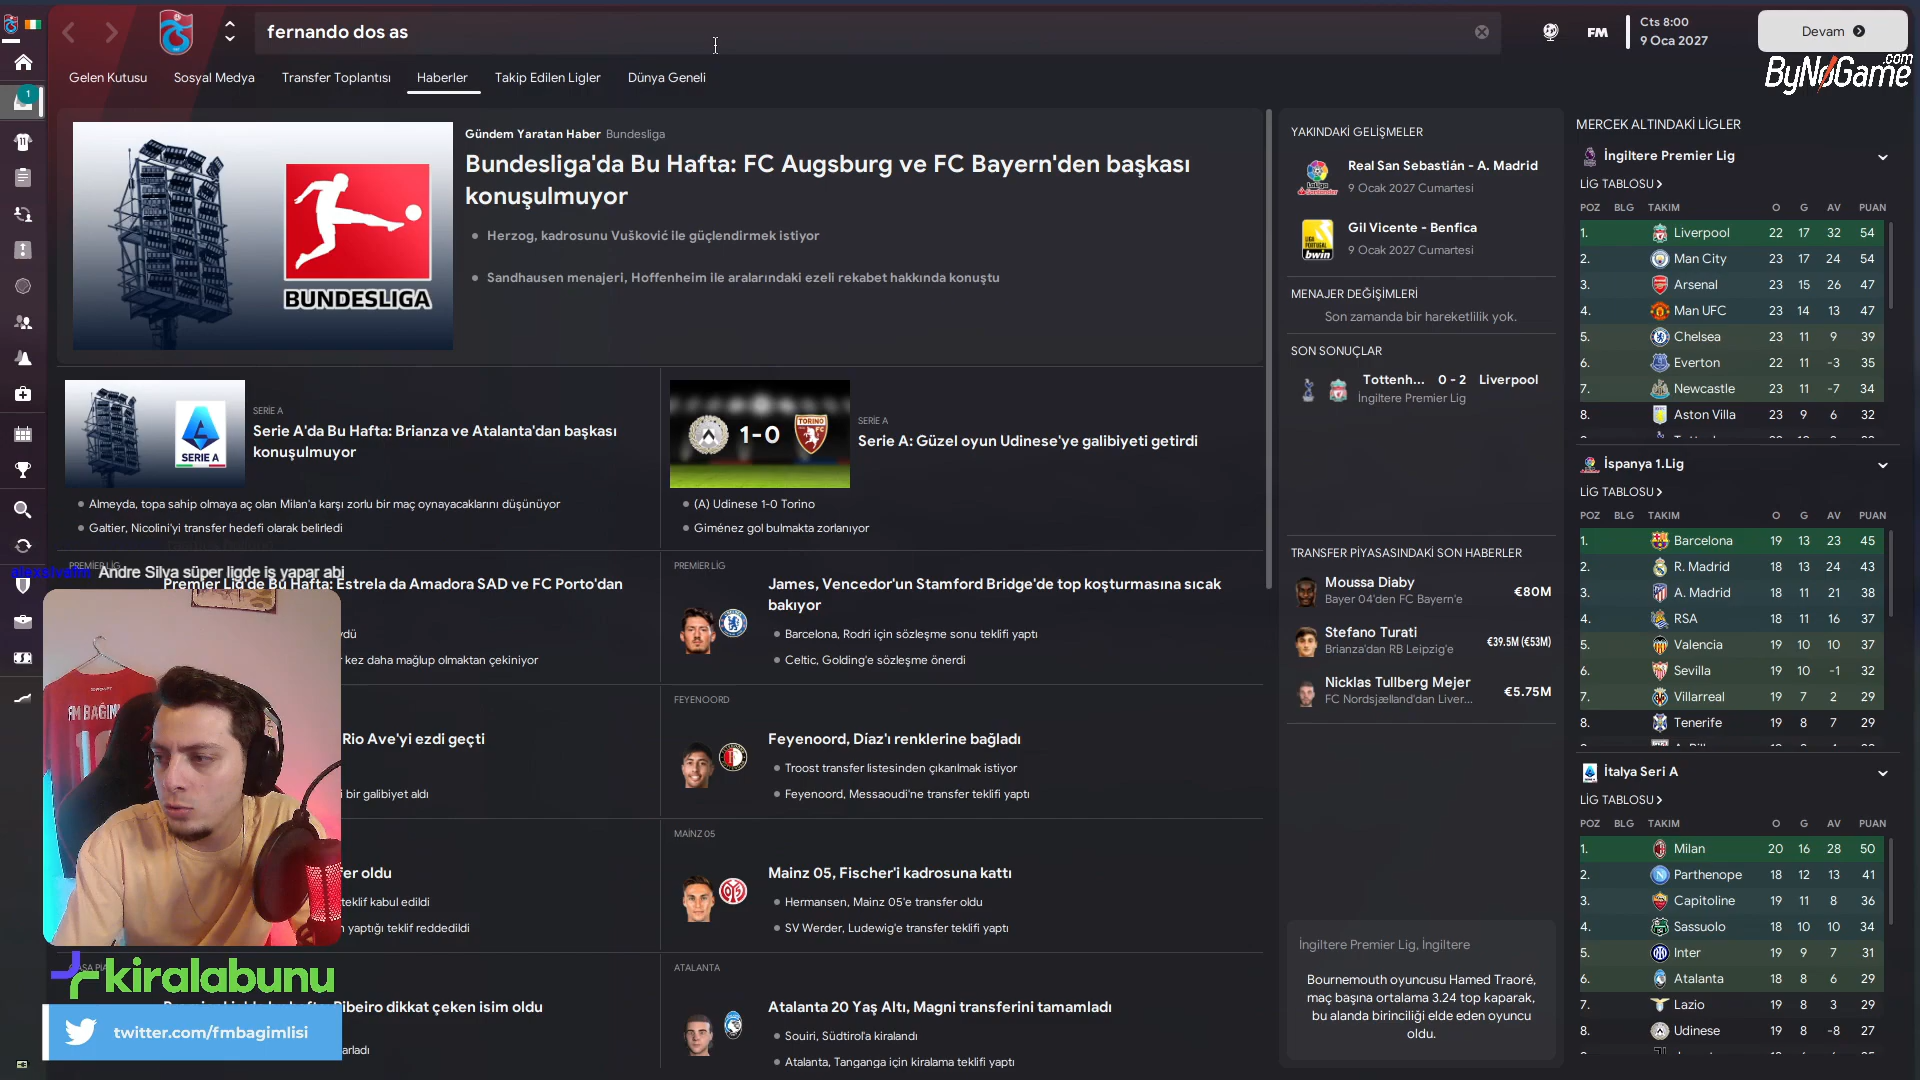 fernando dos as
FM
Cts 8:00
9 Oca 2027
Devam
ByNoGame
.com
Gelen Kutusu
Sosyal Medya
Transfer Toplantısı
Haberler
Takip Edilen Ligler
Dünya Geneli
1
Gündem Yaratan Haber Bundesliga
Bundesliga'da Bu Hafta: FC Augsburg ve FC Bayern'den başkası
konuşulmuyor
Herzog, kadrosunu Vušković ile güçlendirmek istiyor
Sandhausen menajeri, Hoffenheim ile aralarındaki ezeli rekabet hakkında konuştu
BUNDESLIGA
SERİE A
Serie A'da Bu Hafta: Brianza ve Atalanta'dan başkası
konuşulmuyor
SERIE A
Almeyda, topa sahip olmaya aç olan Milan'a karşı zorlu bir maç oynayacaklarını düşünüyor
Galtier, Nicolini'yi transfer hedefi olarak belirledi
1-0
TORINO
SERİE A
Serie A: Güzel oyun Udinese'ye galibiyeti getirdi
(A) Udinese 1-0 Torino
Giménez gol bulmakta zorlanıyor
PREMİER LİG
Andre Silva süper ligde iş yapar abi
Premier Lig'de Bu Hafta: Estrela da Amadora SAD ve FC Porto'dan
kez daha mağlup olmaktan çekiniyor
PREMİER LİG
James, Vencedor'un Stamford Bridge'de top koşturmasına sıcak
bakıyor
Barcelona, Rodri için sözleşme sonu teklifi yaptı
Celtic, Golding'e sözleşme önerdi
Rio Ave'yi ezdi geçti
bir galibiyet aldı
FEYENOORD
Feyenoord, Díaz'ı renklerine bağladı
Troost transfer listesinden çıkarılmak istiyor
Feyenoord, Messaoudi'ne transfer teklifi yaptı
fer oldu
teklif kabul edildi
yaptığı teklif reddedildi
MAİNZ 05
Mainz 05, Fischer'i kadrosuna kattı
Hermansen, Mainz 05'e transfer oldu
SV Werder, Ludewig'e transfer teklifi yaptı
Ribeiro dikkat çeken isim oldu
ATALANTA
Atalanta 20 Yaş Altı, Magni transferini tamamladı
Souiri, Südtirol'a kiralandı
Atalanta, Tanganga için kiralama teklifi yaptı
kiralabunu
twitter.com/fmbagimlisi
YAKINDAKİ GELİŞMELER
Real San Sebastián - A. Madrid
9 Ocak 2027 Cumartesi
Gil Vicente - Benfica
9 Ocak 2027 Cumartesi
bwin
MENAJER DEĞİŞİMLERİ
Son zamanda bir hareketlilik yok.
SON SONUÇLAR
Tottenh... 0 - 2 Liverpool
İngiltere Premier Lig
TRANSFER PİYASASINDAKİ SON HABERLER
Moussa Diaby
Bayer 04'den FC Bayern'e
€80M
Stefano Turati
Brianza'dan RB Leipzig'e
€39.5M (€53M)
Nicklas Tullberg Mejer
FC Nordsjælland'dan Liver...
€5.75M
İngiltere Premier Lig, İngiltere
Bournemouth oyuncusu Hamed Traoré,
maç başına ortalama 3.24 top kaparak,
bu alanda birinciliği elde eden oyuncu
oldu.
MERCEK ALTINDAKİ LİGLER
İngiltere Premier Lig
LİG TABLOSU
POZ BLG TAKIM O G AV PUAN
1. Liverpool 22 17 32 54
2. Man City 23 17 24 54
3. Arsenal 23 15 26 47
4. Man UFC 23 14 13 47
5. Chelsea 23 11 9 39
6. Everton 22 11 -3 35
7. Newcastle 23 11 -7 34
8. Aston Villa 23 9 6 32
İspanya 1.Lig
LİG TABLOSU
POZ BLG TAKIM O G AV PUAN
1. Barcelona 19 13 23 45
2. R. Madrid 18 13 24 43
3. A. Madrid 18 11 21 38
4. RSA 18 11 16 37
5. Valencia 19 10 10 37
6. Sevilla 19 10 -1 32
7. Villarreal 19 7 2 29
8. Tenerife 19 8 7 29
İtalya Seri A
LİG TABLOSU
POZ BLG TAKIM O G AV PUAN
1. Milan 20 16 28 50
2. Parthenope 18 12 13 41
3. Capitoline 19 11 8 36
4. Sassuolo 18 10 10 34
5. Inter 19 9 7 31
6. Atalanta 18 8 6 29
7. Lazio 19 8 3 29
8. Udinese 19 8 -8 27